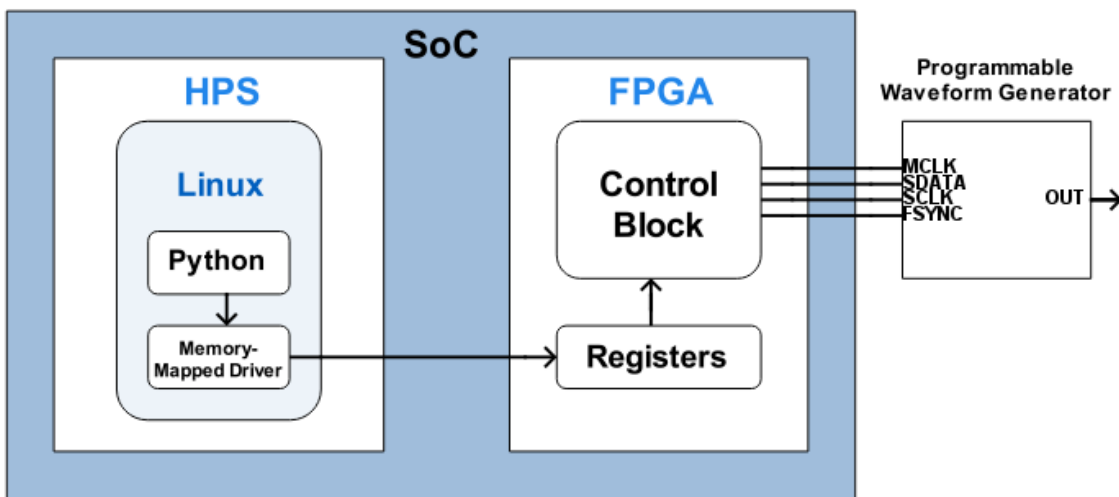 SoC
HPS
FPGA
Programmable
Waveform Generator
Linux
Control
Block
MCLK
SDATA
SCLK
FSYNC
OUT
Python
Memory-
Mapped Driver
Registers